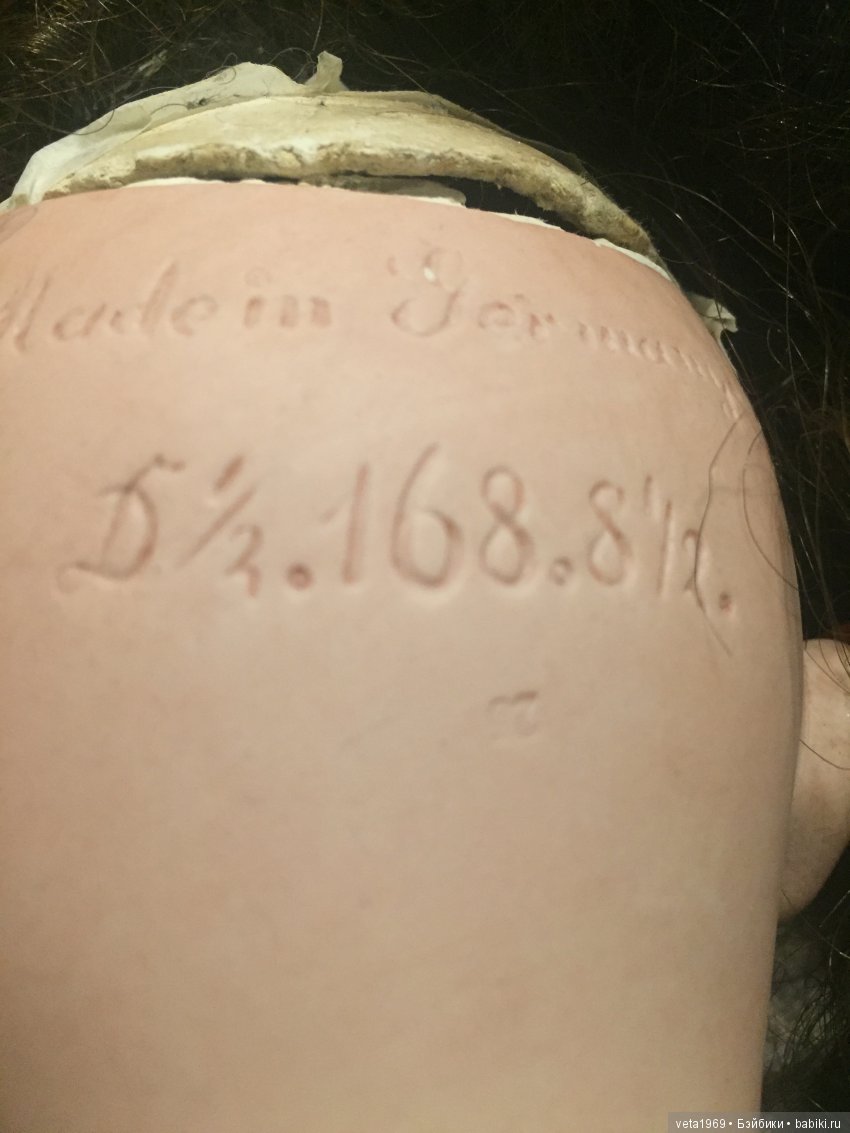 Made in Germany
D½.168.8½.
veta1969 • Бэйбики • babiki.ru